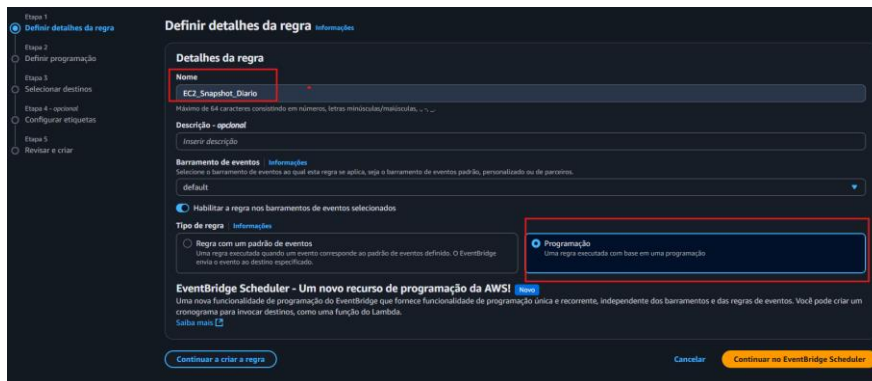 Etapa 1
Definir detalhes da regra
Etapa 2
Definir programação
Etapa 3
Selecionar destinos
Etapa 4 - opcional
Configurar etiquetas
Etapa 5
Revisar e criar
Definir detalhes da regra Informações
Detalhes da regra
Nome
EC2_Snapshot_Diario
Máximo de 64 caracteres consistindo em números, letras minúsculas/maiúsculas, ., -, _.
Descrição - opcional
Inserir descrição
Barramento de eventos | Informações
Selecione o barramento de eventos ao qual esta regra se aplica, seja o barramento de eventos padrão, personalizado ou de parceiros.
default
Habilitar a regra nos barramentos de eventos selecionados
Tipo de regra | Informações
Regra com um padrão de eventos
Uma regra executada quando um evento corresponde ao padrão de eventos definido. O EventBridge
envia o evento ao destino especificado.
Programação
Uma regra executada com base em uma programação
EventBridge Scheduler - Um novo recurso de programação da AWS! Novo
Uma nova funcionalidade de programação do EventBridge que fornece funcionalidade de programação única e recorrente, independente dos barramentos e das regras de eventos. Você pode criar um
cronograma para invocar destinos, como uma função do Lambda.
Saiba mais
Continuar a criar a regra
Cancelar
Continuar no EventBridge Scheduler